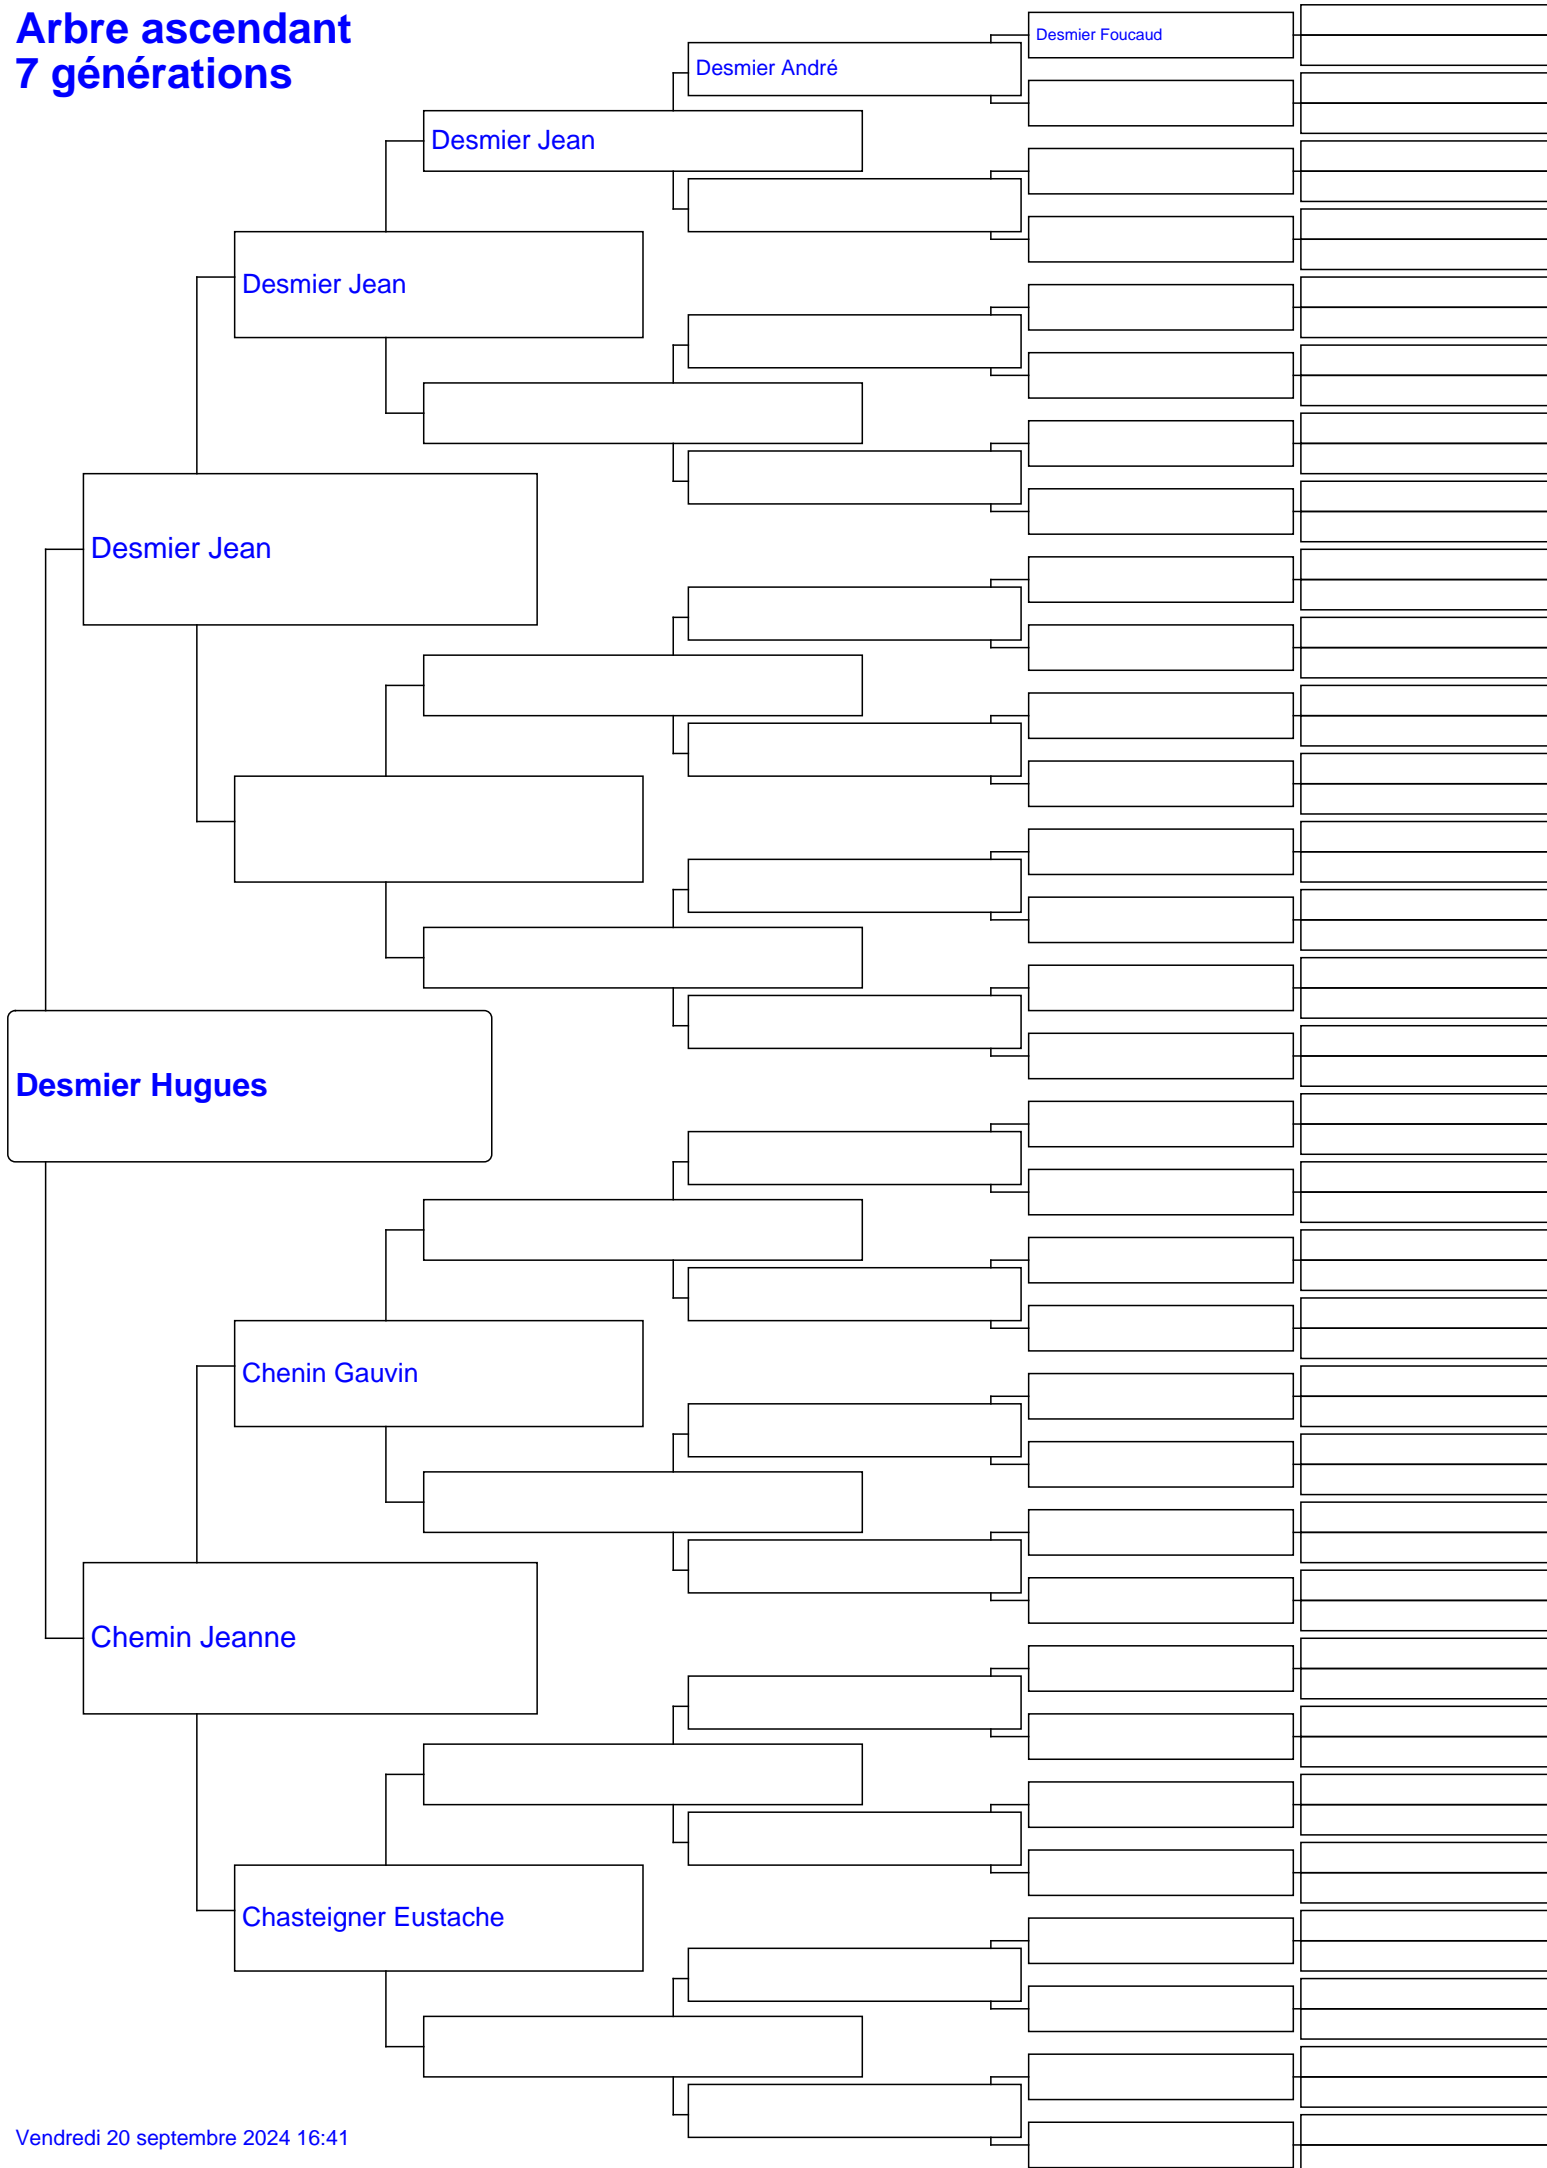 Arbre ascendant
7 générations
Desmier Foucaud
Desmier André
Desmier Jean
Desmier Jean
Desmier Jean
Desmier Hugues
Chenin Gauvin
Chemin Jeanne
Chasteigner Eustache
Vendredi 20 septembre 2024 16:41